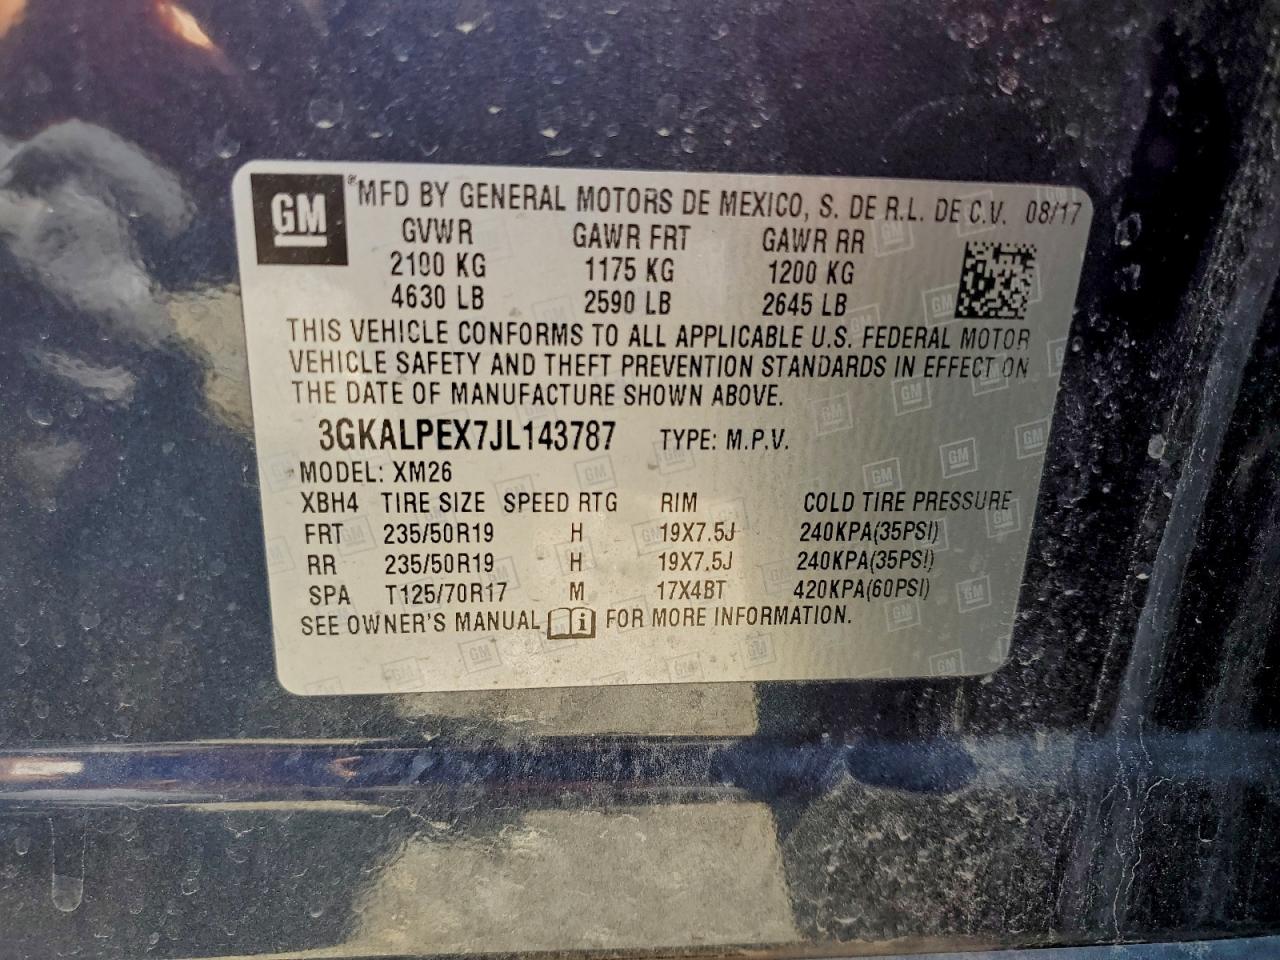 GM MFD BY GENERAL MOTORS DE MEXICO, S. DE R.L. DE C.V. 08/17
GVWR GAWR FRT GAWR RR
2100 KG 1175 KG 1200 KG
4630 LB 2590 LB 2645 LB
THIS VEHICLE CONFORMS TO ALL APPLICABLE U.S. FEDERAL MOTOR
VEHICLE SAFETY AND THEFT PREVENTION STANDARDS IN EFFECT ON
THE DATE OF MANUFACTURE SHOWN ABOVE.
3GKALPEX7JL143787 TYPE: M.P.V.
MODEL: XM26
XBH4 TIRE SIZE SPEED RTG RIM COLD TIRE PRESSURE
FRT 235/50R19 H 19X7.5J 240KPA(35PSI)
RR 235/50R19 H 19X7.5J 240KPA(35PSI)
SPA T125/70R17 M 17X4BT 420KPA(60PSI)
SEE OWNER'S MANUAL i FOR MORE INFORMATION.